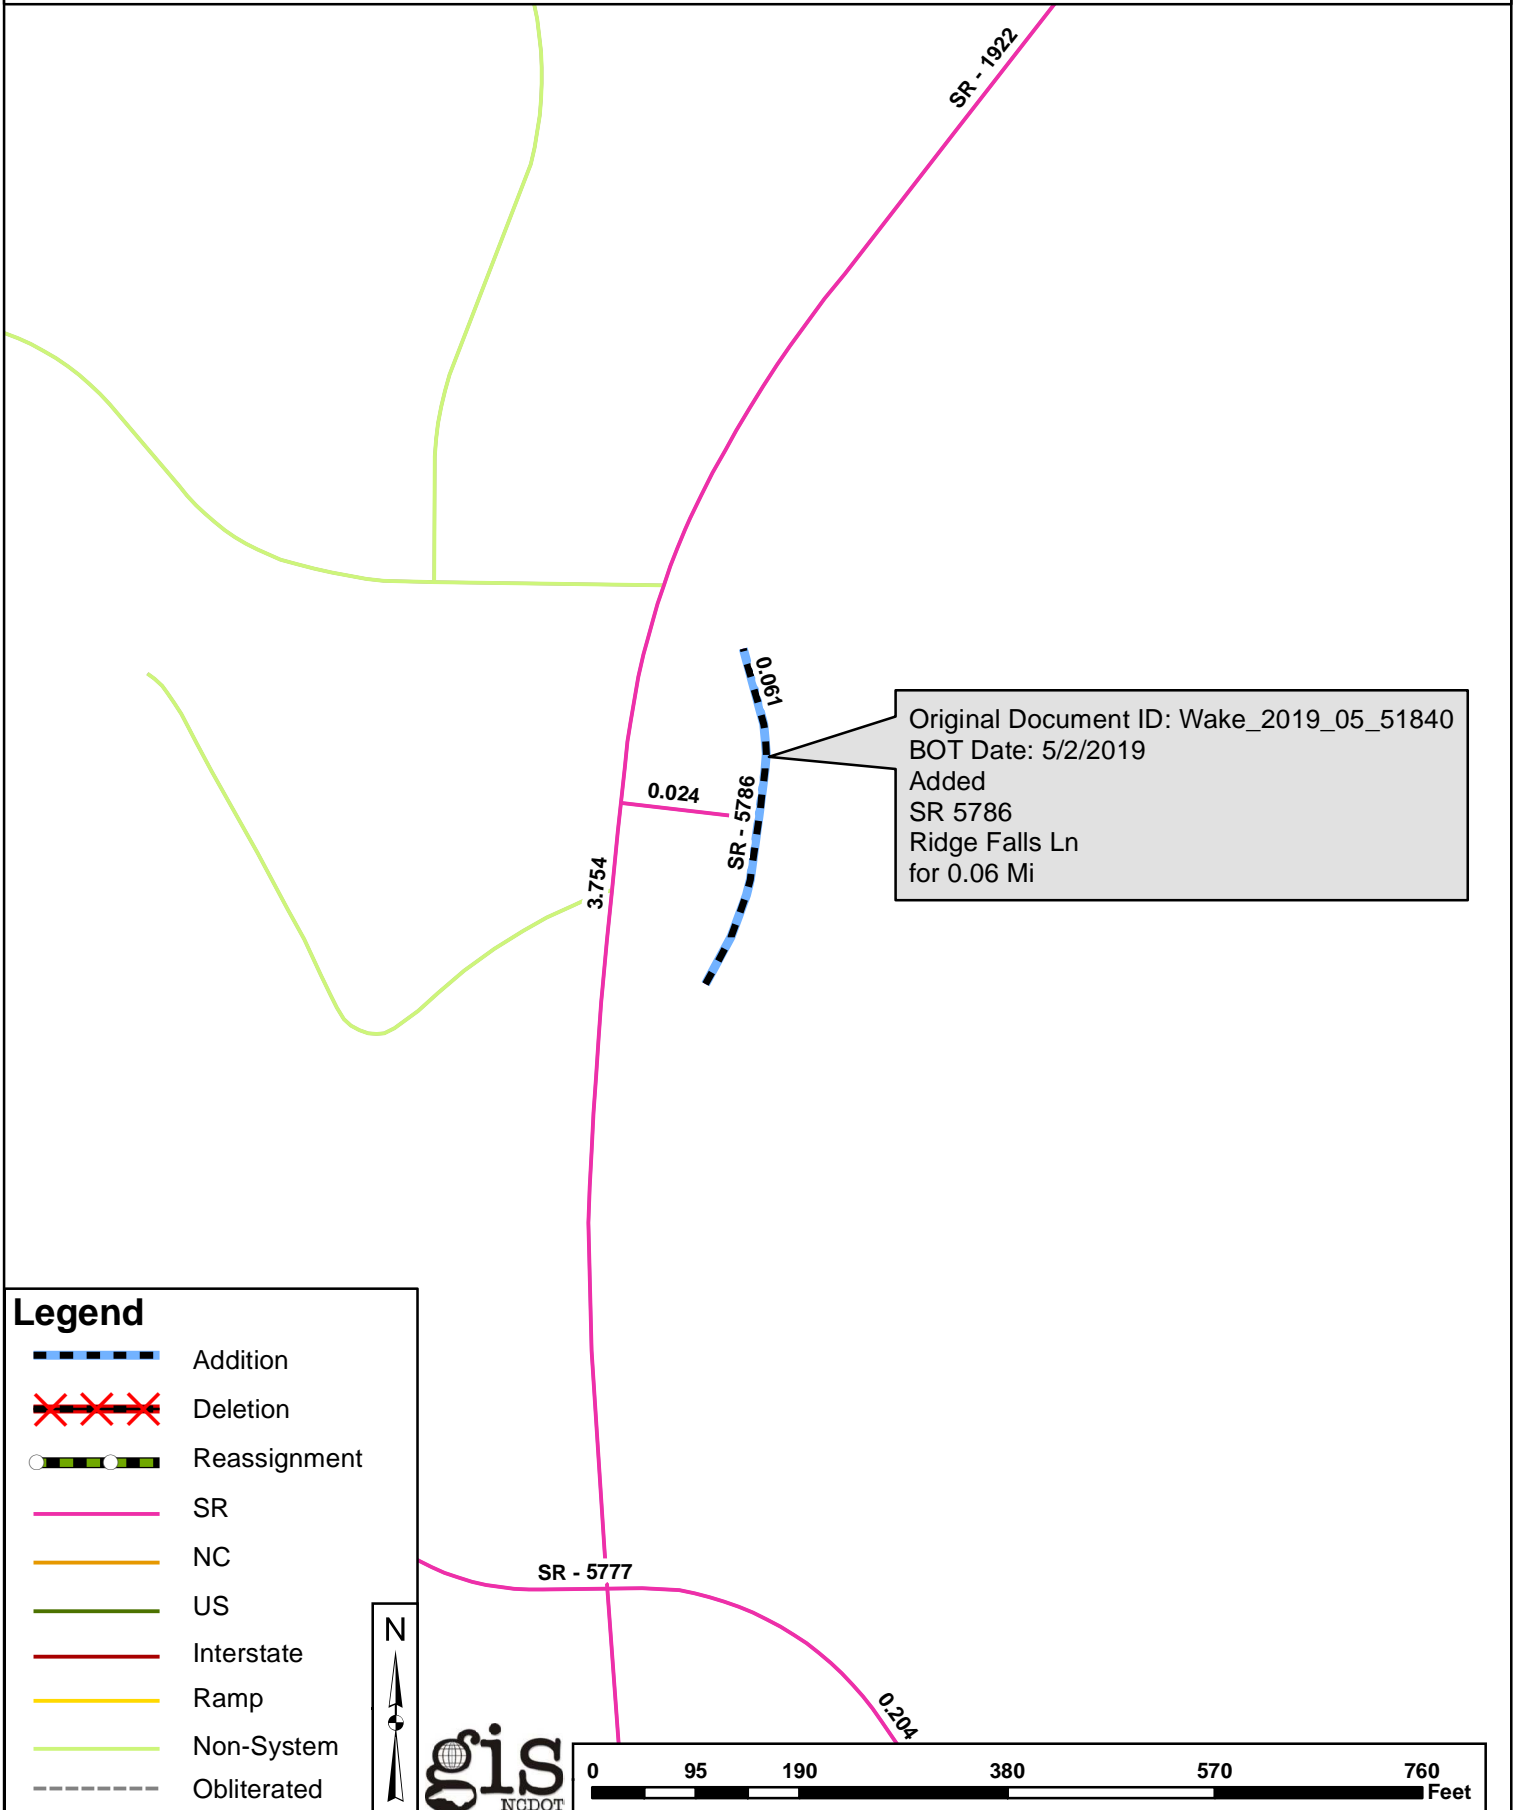 SR - 1922
0.061
Original Document ID: Wake_2019_05_51840
BOT Date: 5/2/2019
Added
SR 5786
Ridge Falls Ln
for 0.06 Mi
0.024
SR - 5786
3.754
Legend
Addition
Deletion
Reassignment
SR
NC
US
Interstate
Ramp
Non-System
Obliterated
N
SR - 5777
0.204
gis
NCDOT
0 95 190 380 570 760
Feet